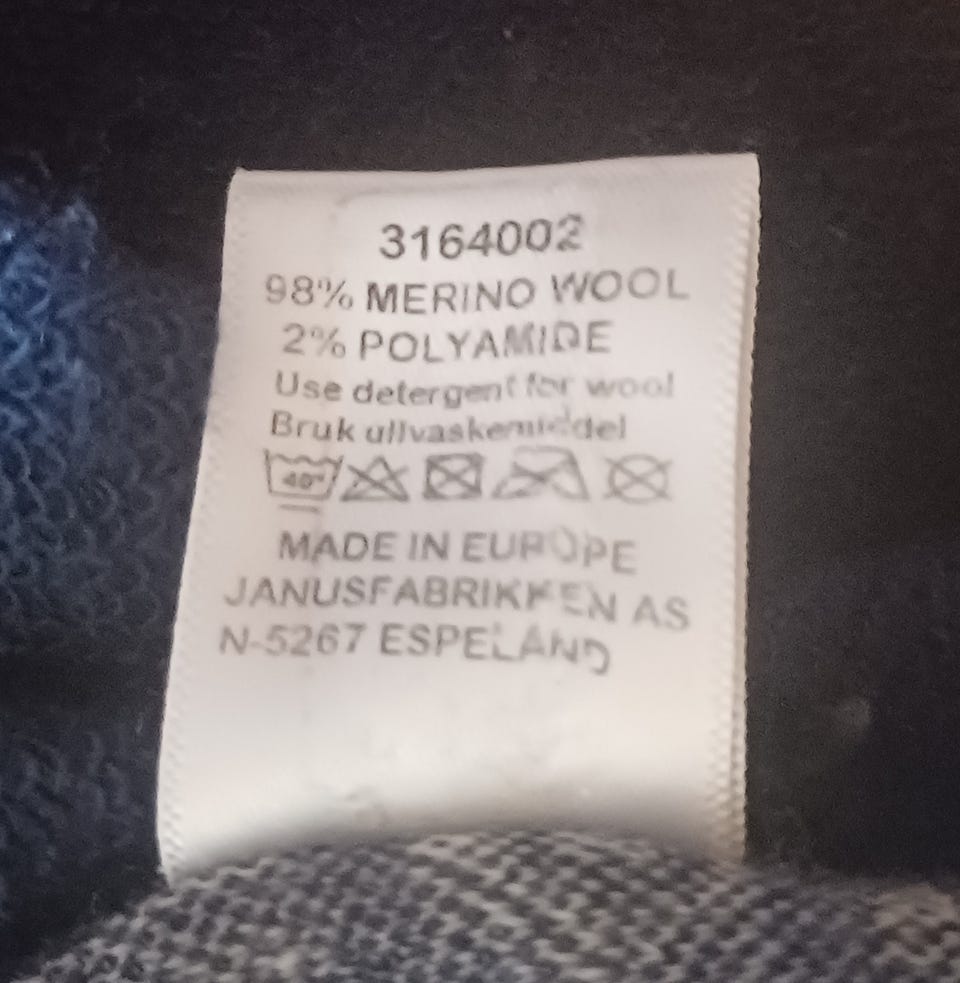 3164002
98% MERINO WOOL
2% POLYAMIDE
Use detergent for wool
Bruk ullvaskemiddel
40°
MADE IN EUROPE
JANUSFABRIKKEN AS
N-5267 ESPELAND